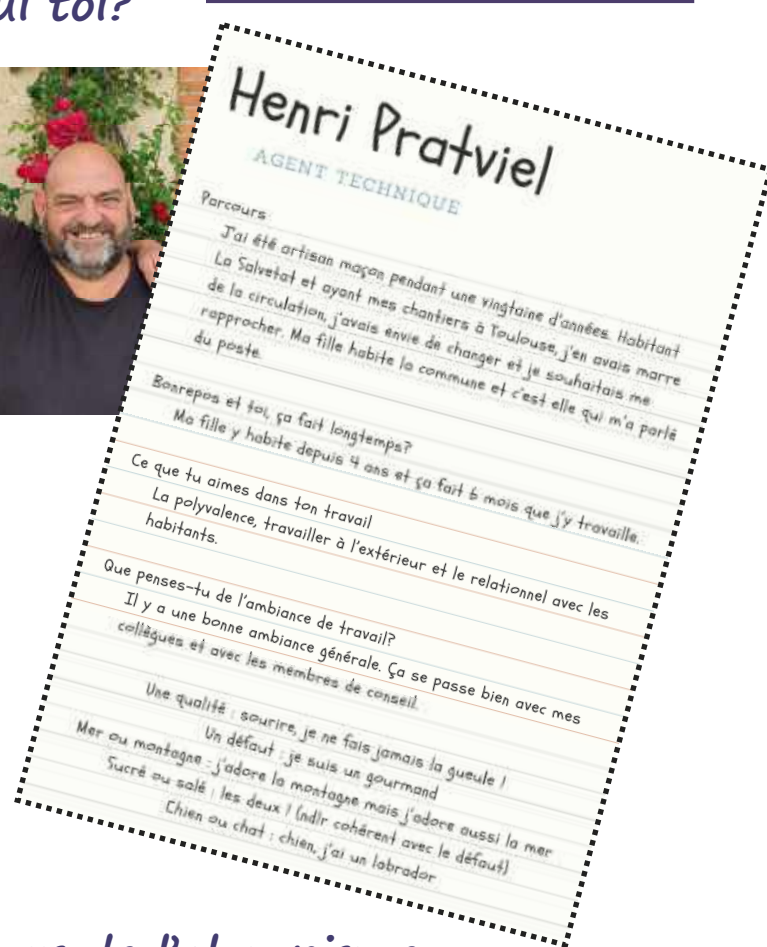 toi?
Henri Pratviel
AGENT TECHNIQUE
Parcours
J'ai été artisan maçon pendant une vingtaine d'années. Habitant
La Salvetat et ayant mes chantiers à Toulouse, j'en avais marre
de la circulation, j'avais envie de changer et je souhaitais me
rapprocher. Ma fille habite la commune et c'est elle qui m'a parlé
du poste.
Bonrepos et toi, ça fait longtemps?
Ma fille y habite depuis 4 ans et ça fait 6 mois que j'y travaille.
Ce que tu aimes dans ton travail
La polyvalence, travailler à l'extérieur et le relationnel avec les
habitants.
Que penses-tu de l'ambiance de travail?
Il y a une bonne ambiance générale. Ça se passe bien avec mes
collègues et avec les membres de conseil.
Une qualité : sourire, je ne fais jamais la gueule !
Un défaut : je suis un gourmand
Mer ou montagne : j'adore la montagne mais j'adore aussi la mer
Sucré ou salé : les deux ! (ndlr cohérent avec le défaut)
Chien ou chat : chien, j'ai un labrador